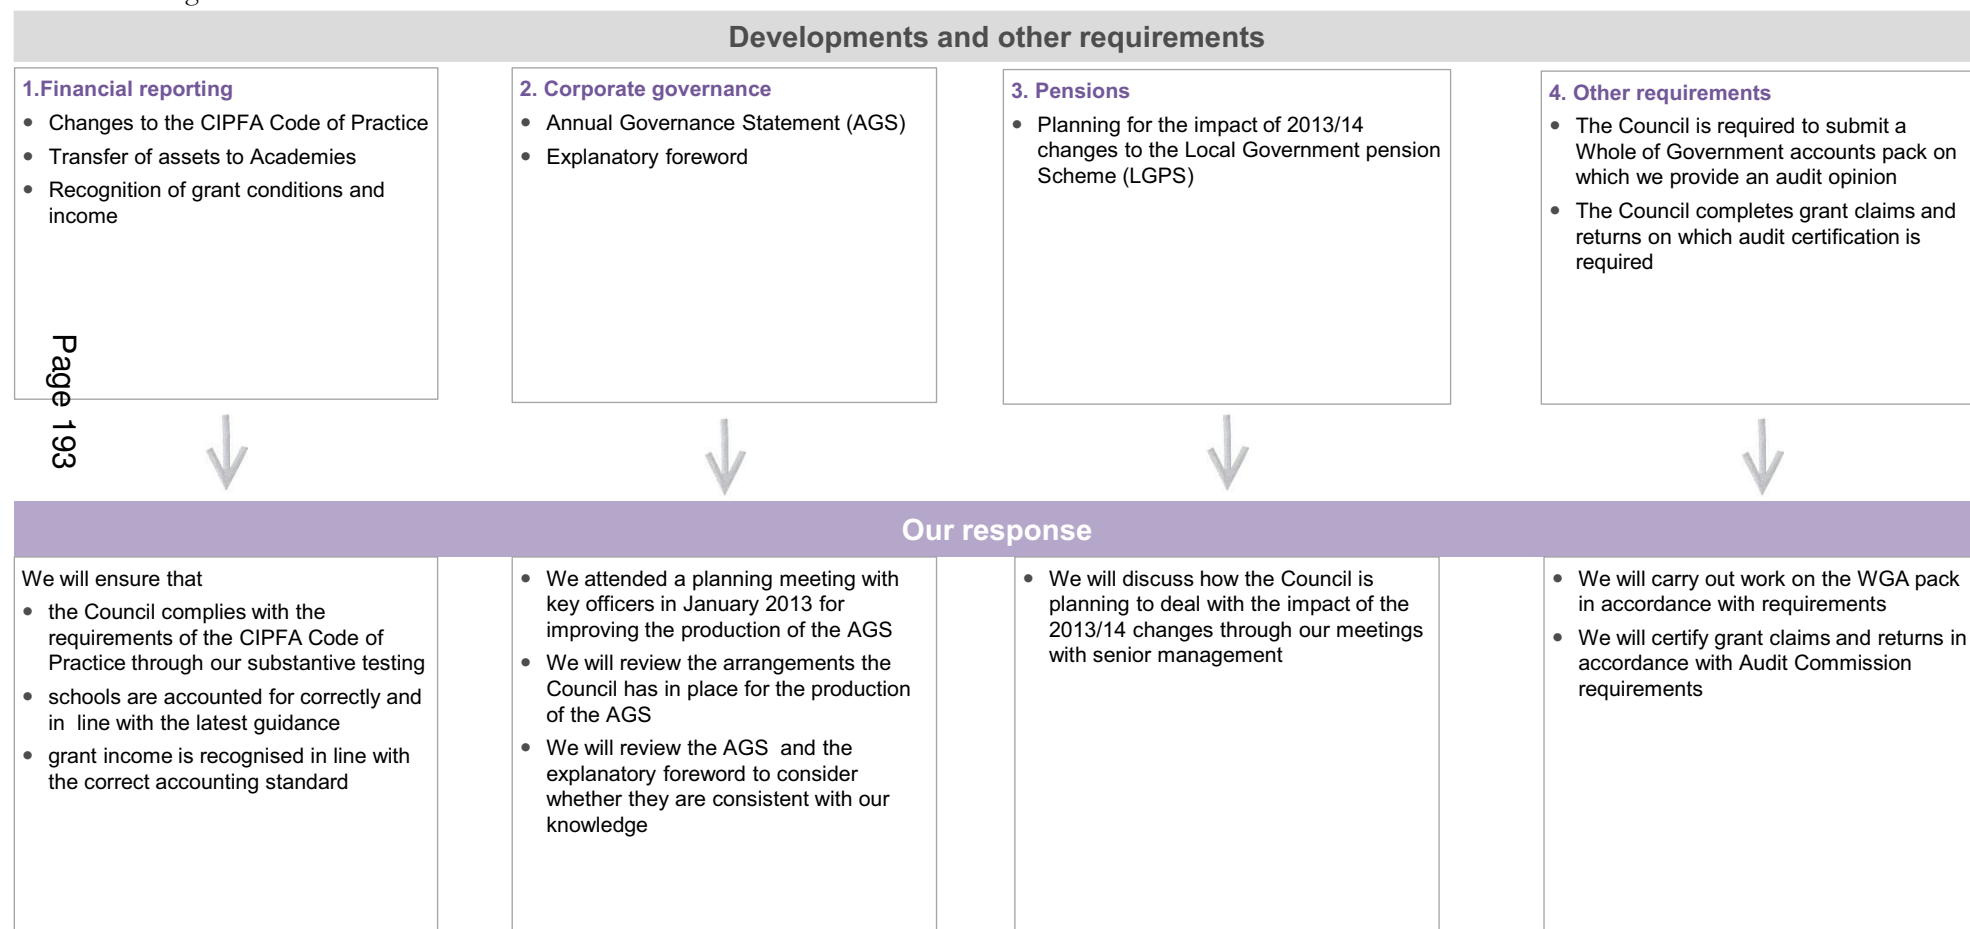 Developments and other requirements
1.Financial reporting
• Changes to the CIPFA Code of Practice
• Transfer of assets to Academies
• Recognition of grant conditions and
income
2. Corporate governance
• Annual Governance Statement (AGS)
• Explanatory foreword
3. Pensions
• Planning for the impact of 2013/14
changes to the Local Government pension
Scheme (LGPS)
4. Other requirements
• The Council is required to submit a
Whole of Government accounts pack on
which we provide an audit opinion
• The Council completes grant claims and
returns on which audit certification is
required
Page 193
Our response
We will ensure that
• the Council complies with the
requirements of the CIPFA Code of
Practice through our substantive testing
• schools are accounted for correctly and
in line with the latest guidance
• grant income is recognised in line with
the correct accounting standard
• We attended a planning meeting with
key officers in January 2013 for
improving the production of the AGS
• We will review the arrangements the
Council has in place for the production
of the AGS
• We will review the AGS and the
explanatory foreword to consider
whether they are consistent with our
knowledge
• We will discuss how the Council is
planning to deal with the impact of the
2013/14 changes through our meetings
with senior management
• We will carry out work on the WGA pack
in accordance with requirements
• We will certify grant claims and returns in
accordance with Audit Commission
requirements